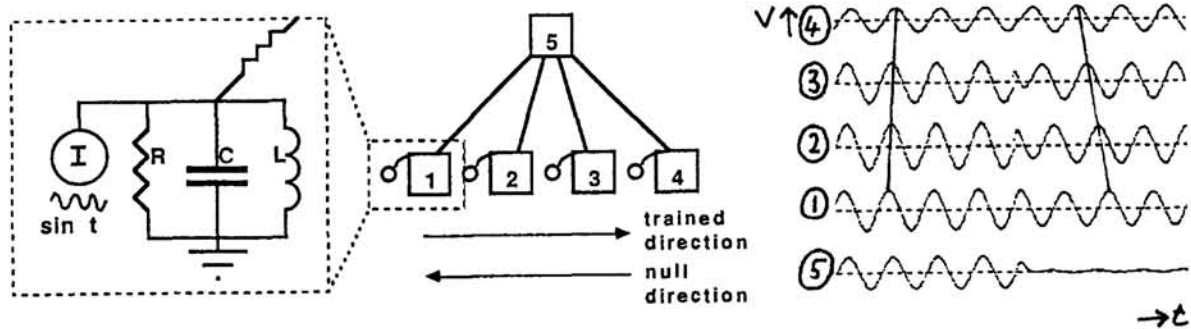 I
R
C
L
sin t
5
1
2
3
4
trained
direction
null
direction
V↑
④
③
②
①
⑤
→t